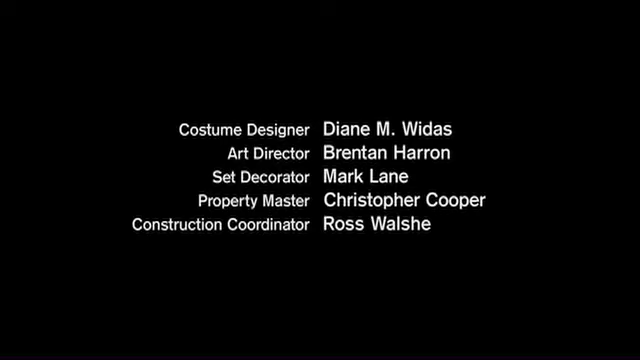 Costume Designer Diane M. Widas
Art Director Brentan Harron
Set Decorator Mark Lane
Property Master Christopher Cooper
Construction Coordinator Ross Walshe